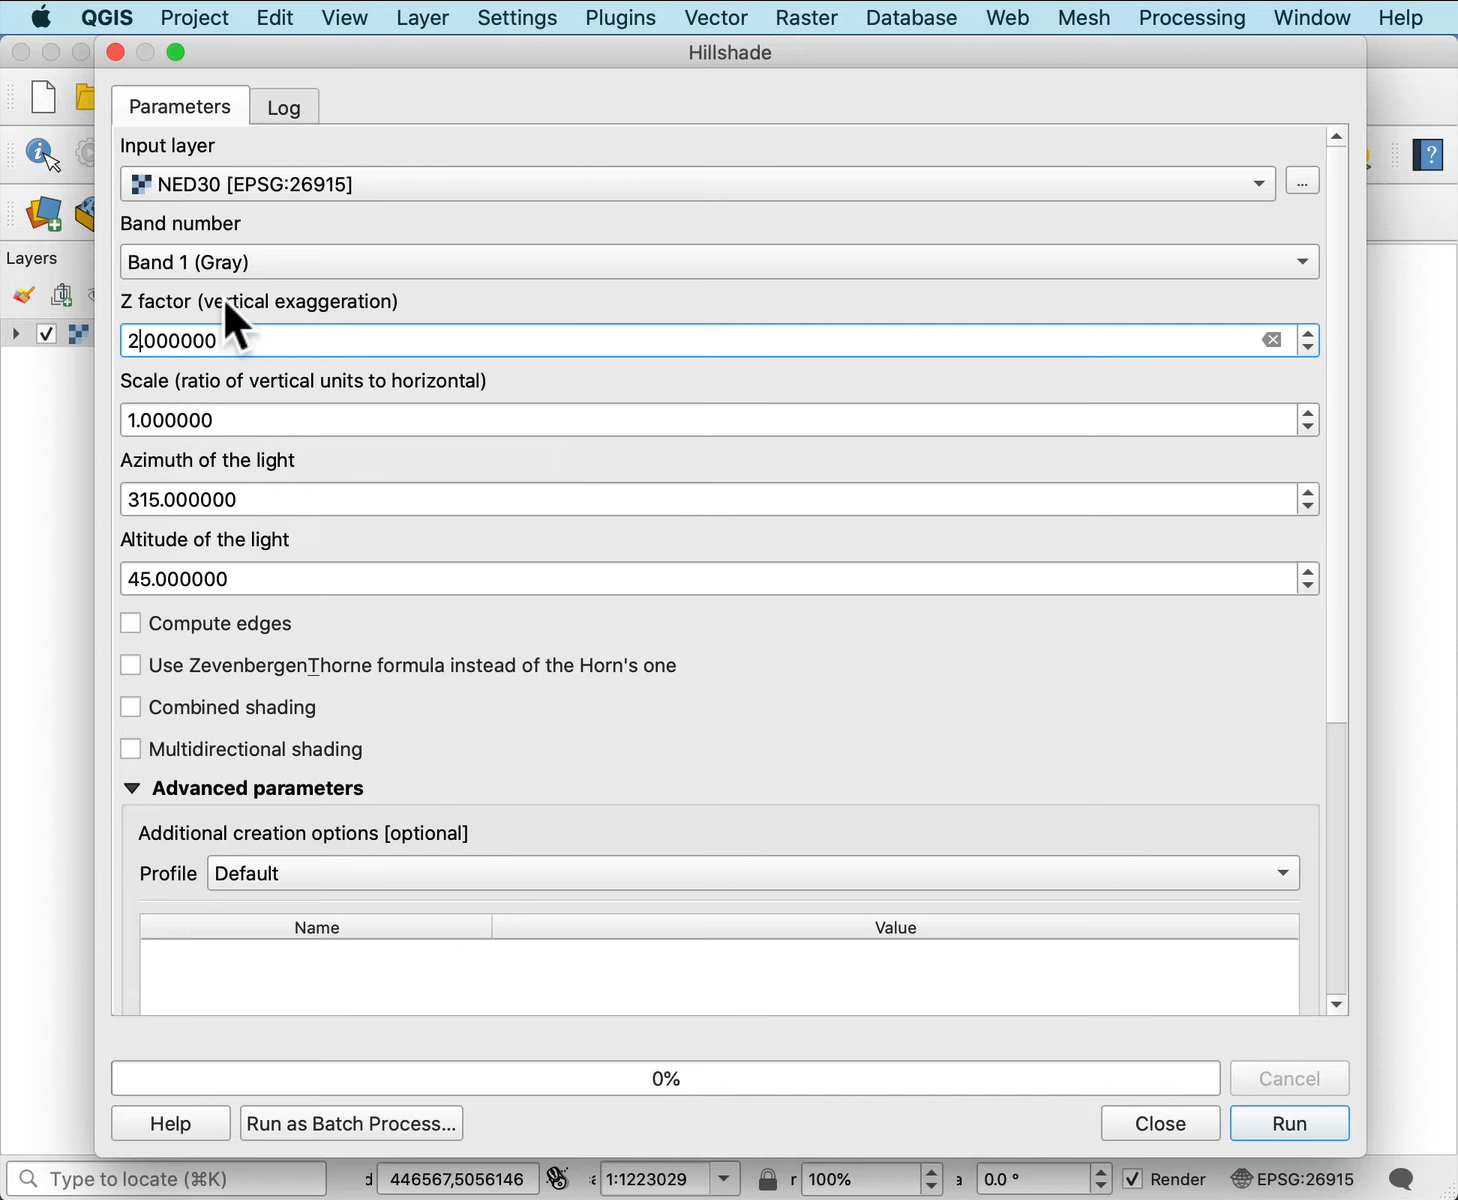 QGIS Project Edit View Layer Settings Plugins Vector Raster Database Web Mesh Processing Window Help
Hillshade
Parameters Log
Input layer
NED30 [EPSG:26915]
...
Band number
Band 1 (Gray)
Layers
Z factor (vertical exaggeration)
2.000000
Scale (ratio of vertical units to horizontal)
1.000000
Azimuth of the light
315.000000
Altitude of the light
45.000000
Compute edges
Use ZevenbergenThorne formula instead of the Horn's one
Combined shading
Multidirectional shading
Advanced parameters
Additional creation options [optional]
Profile Default
Name Value
0%
Cancel
Help Run as Batch Process... Close Run
Type to locate (⌘K) 446567,5056146 1:1223029 r 100% a 0.0 ° Render EPSG:26915